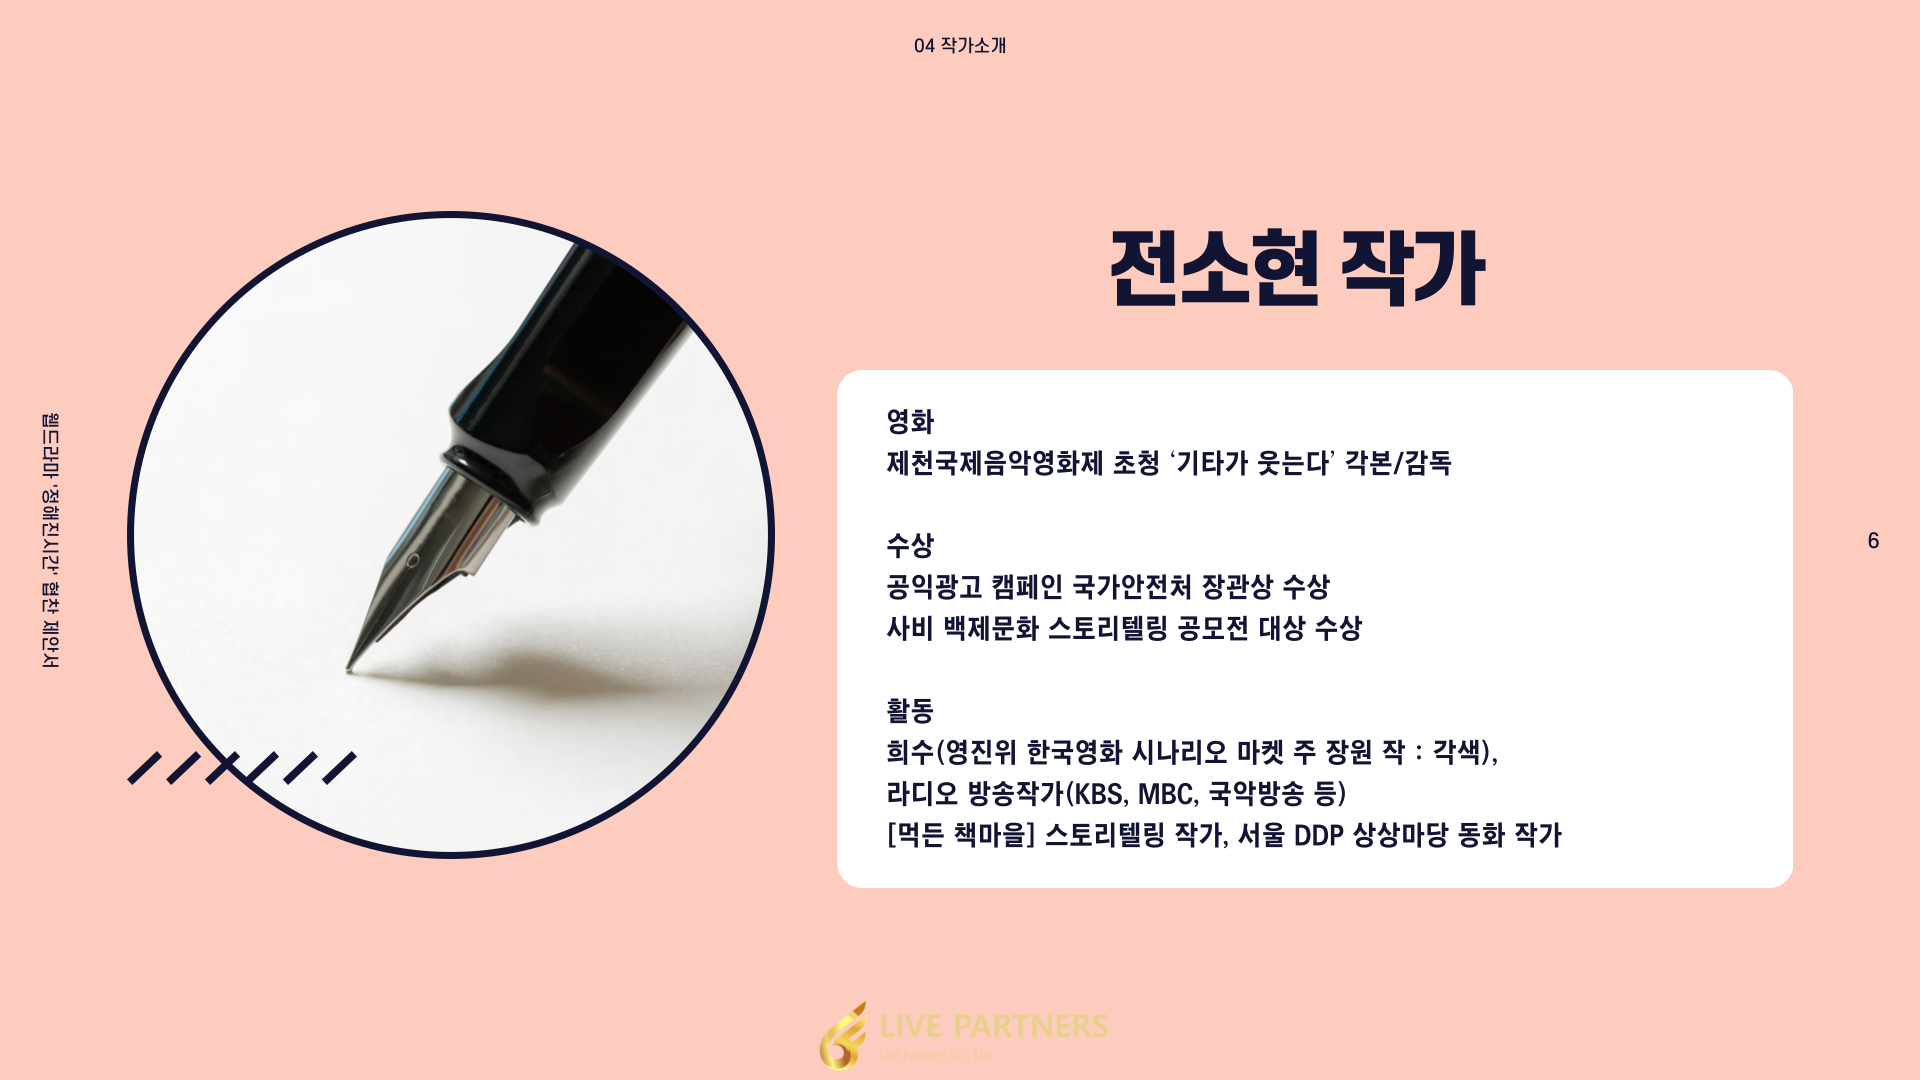 04 작가소개
전소현 작가
웹드라마 '정해진시간' 협찬 제안서
영화
제천국제음악영화제 초청 ‘기타가 웃는다’ 각본/감독
수상
공익광고 캠페인 국가안전처 장관상 수상
사비 백제문화 스토리텔링 공모전 대상 수상
활동
희수(영진위 한국영화 시나리오 마켓 주 장원 작 : 각색),
라디오 방송작가(KBS, MBC, 국악방송 등)
[먹든 책마을] 스토리텔링 작가, 서울 DDP 상상마당 동화 작가
6
LIVE PARTNERS
Live Partners Co., Ltd.